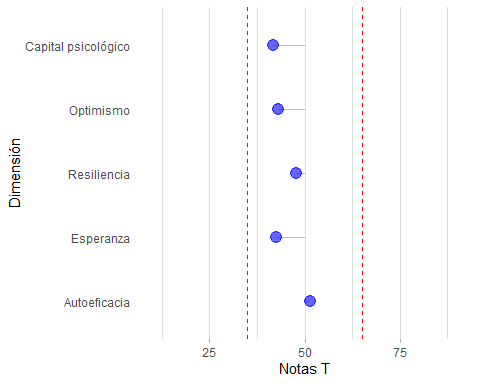 Capital psicológico
Optimismo
Resiliencia
Esperanza
Autoeficacia
Dimensión
25 50 75
Notas T